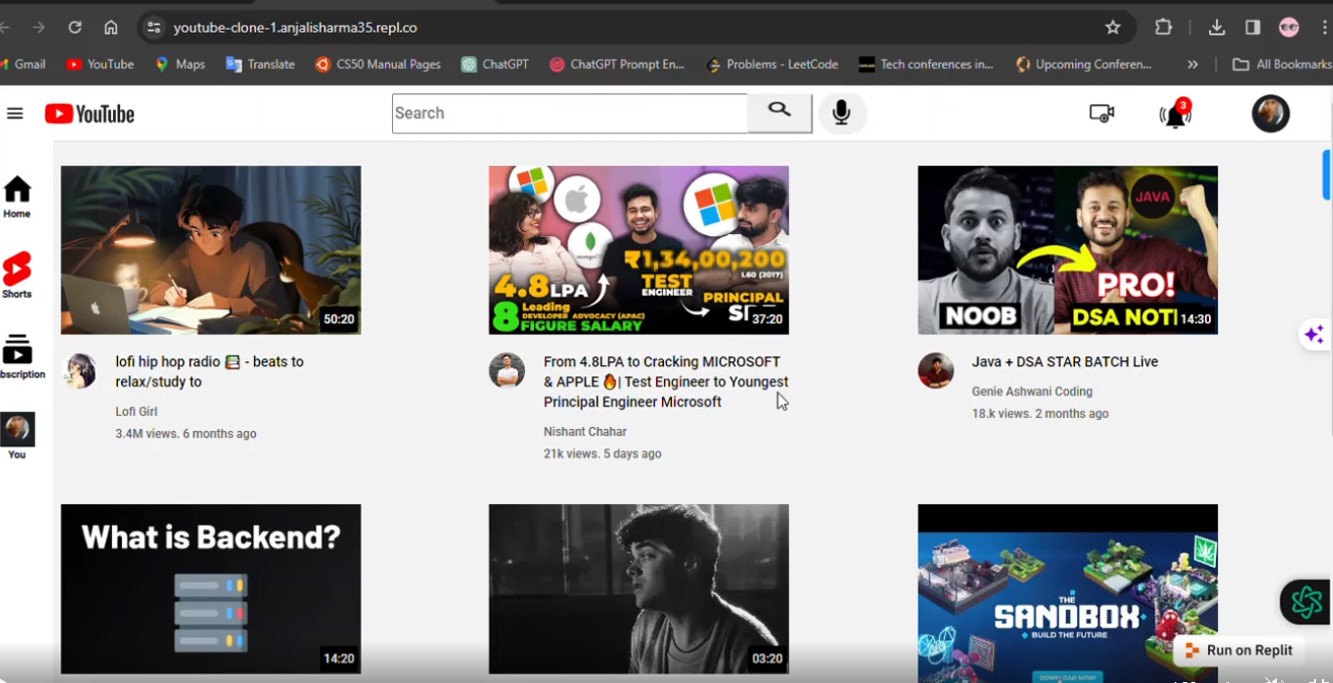 youtube-clone-1.anjalisharma35.repl.co
Gmail
YouTube
Maps
Translate
CS50 Manual Pages
ChatGPT
ChatGPT Prompt En...
Problems - LeetCode
Tech conferences in...
Upcoming Conferen...
»
All Bookmarks
YouTube
Search
3
Home
Shorts
bscription
You
50:20
lofi hip hop radio 📚 - beats to
relax/study to
Lofi Girl
3.4M views. 6 months ago
4.8LPA
8 Leading
DEVELOPER ADVOCACY (APAC)
FIGURE SALARY
₹1,34,00,200
L60 (2017)
TEST
ENGINEER
PRINCIPAL
37:20
From 4.8LPA to Cracking MICROSOFT
& APPLE 🔥| Test Engineer to Youngest
Principal Engineer Microsoft
Nishant Chahar
21k views. 5 days ago
JAVA
NOOB
PRO!
DSA NOT
14:30
Java + DSA STAR BATCH Live
Genie Ashwani Coding
18.k views. 2 months ago
What is Backend?
14:20
03:20
THE
SANDBOX
BUILD THE FUTURE
DOWNLOAD NOW!
Run on Replit